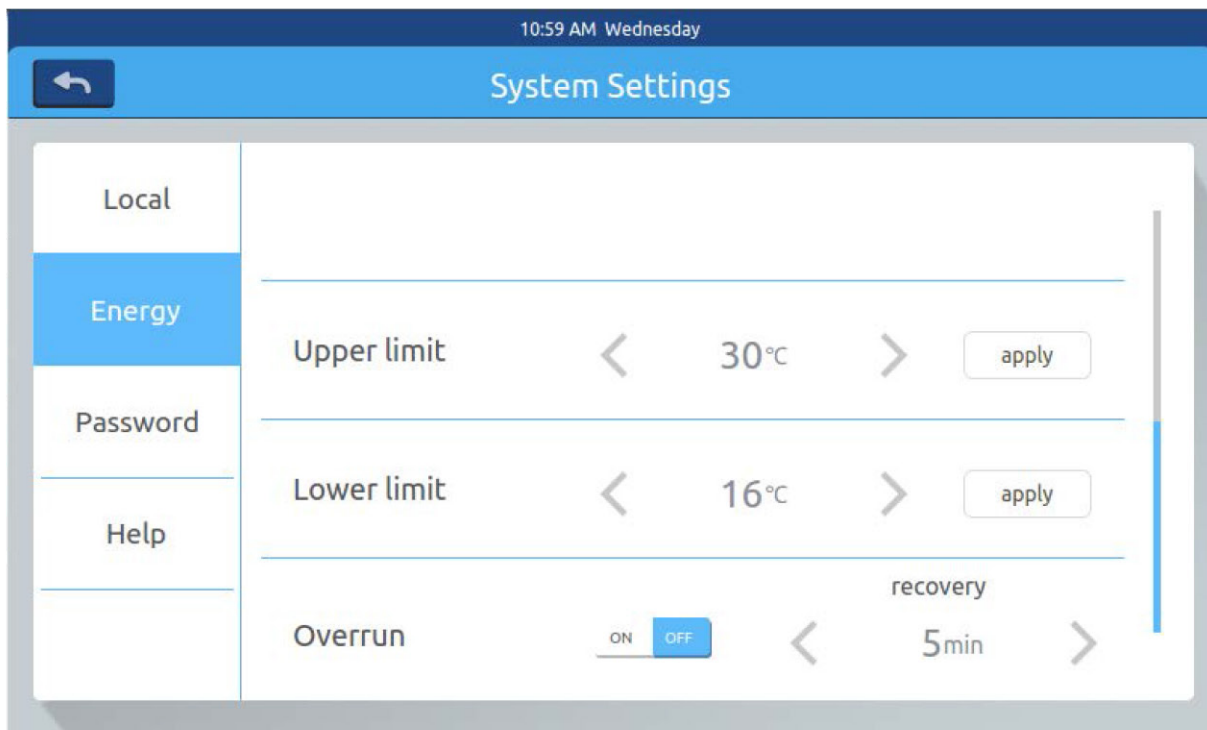 10:59 AM Wednesday
System Settings
Local
Energy
Password
Help
Upper limit
30℃
apply
Lower limit
16℃
apply
Overrun
ON OFF
recovery
5min